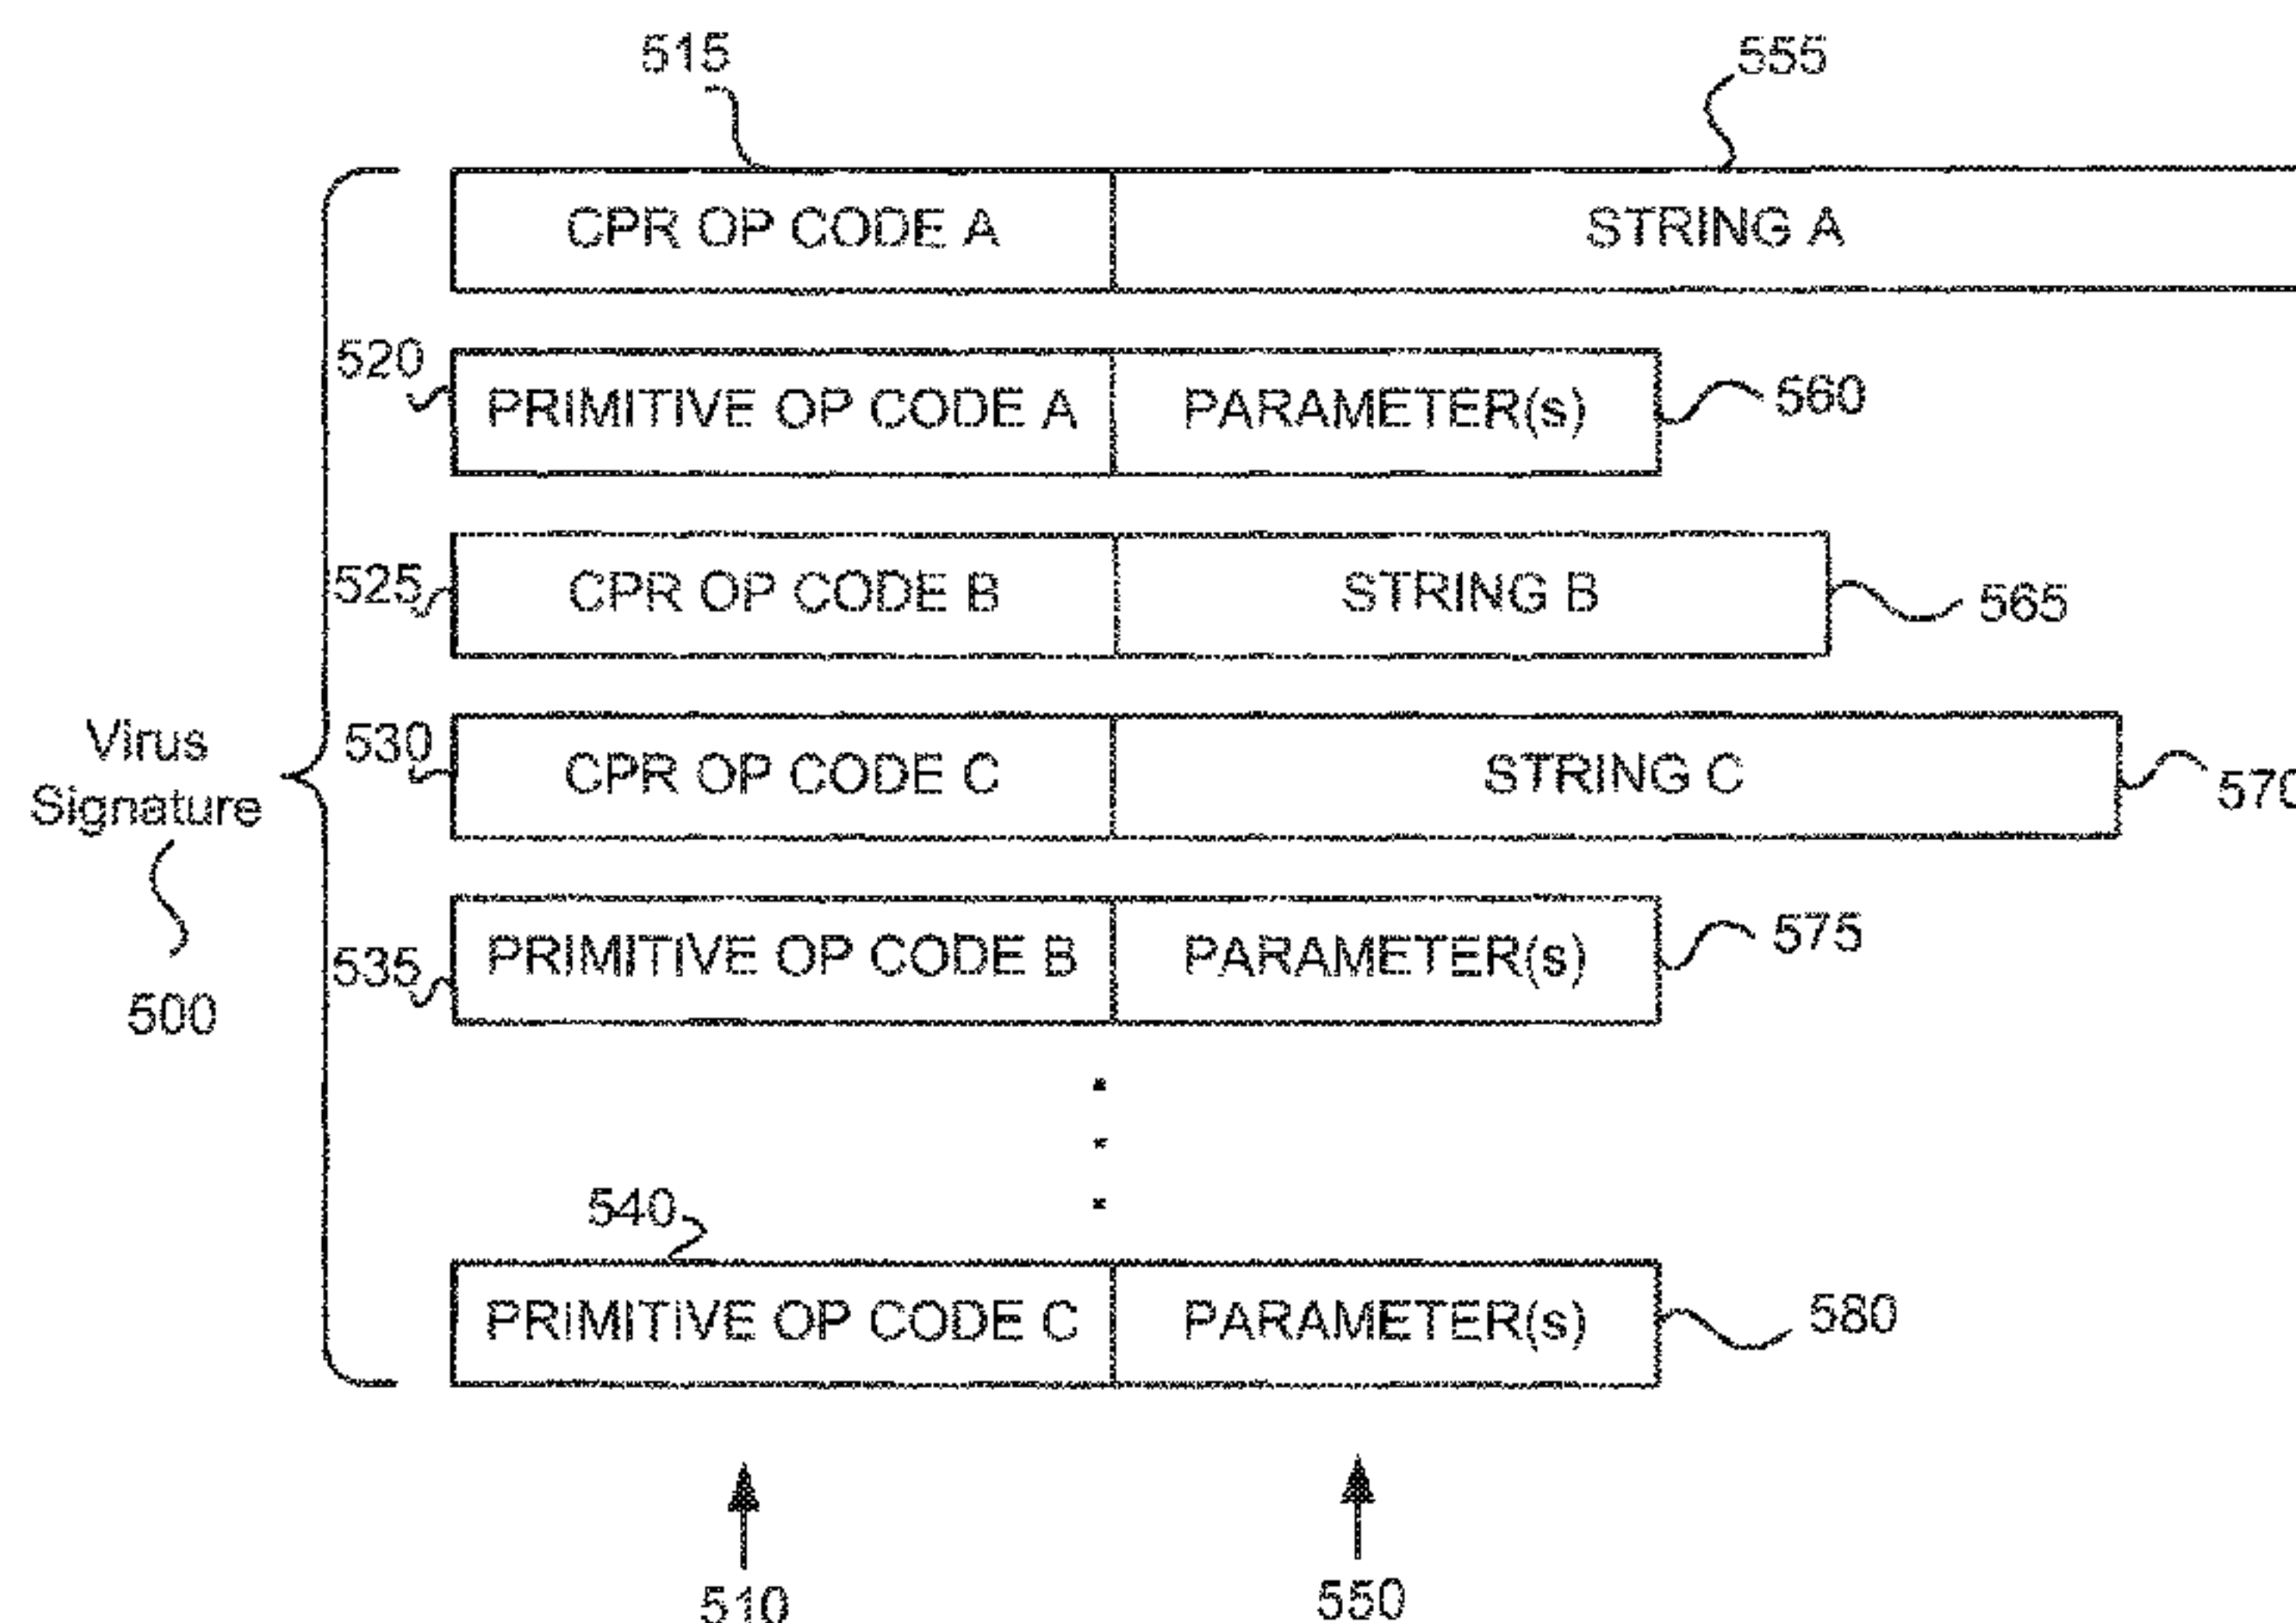 515
555
CPR OP CODE A STRING A
520
PRIMITIVE OP CODE A PARAMETER(s) 560
525 CPR OP CODE B STRING B 565
530 CPR OP CODE C STRING C 570
Virus
Signature
500
535 PRIMITIVE OP CODE B PARAMETER(s) 575
540
PRIMITIVE OP CODE C PARAMETER(s) 580
510 550